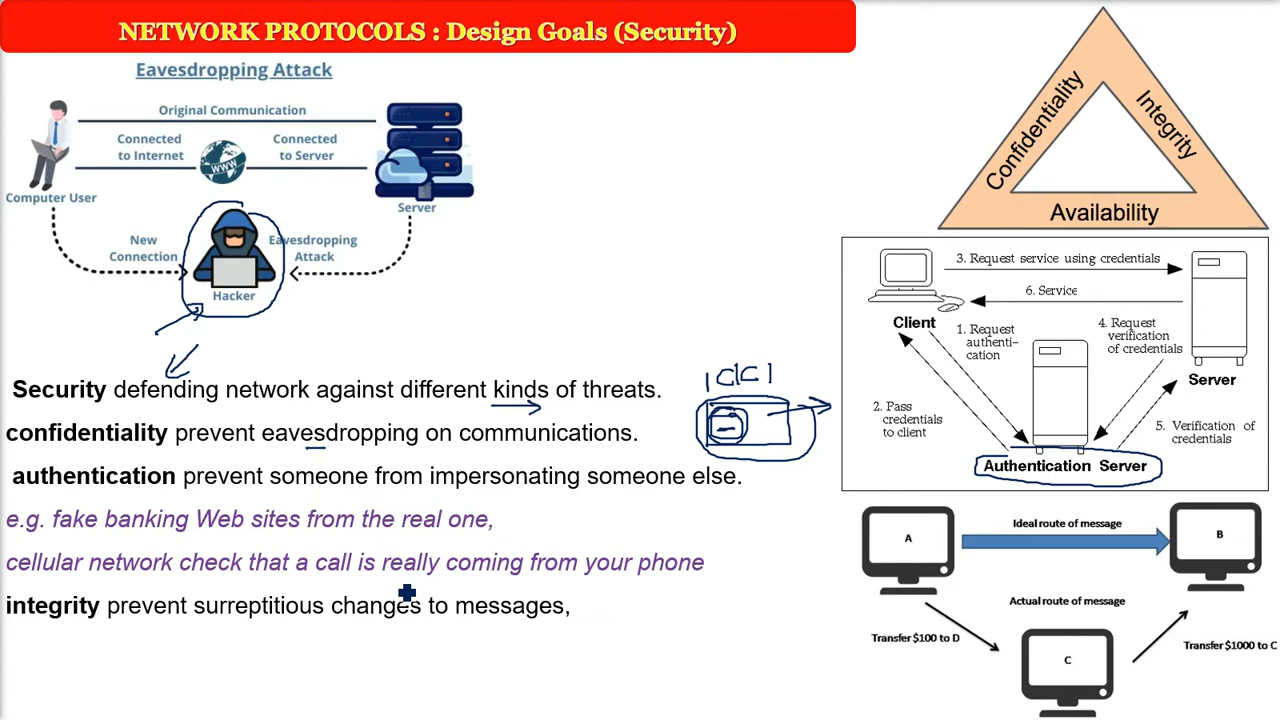 NETWORK PROTOCOLS : Design Goals (Security)
Eavesdropping Attack
Original Communication
Connected
to Internet
Connected
to Server
WWW
Computer User
Server
New
Connection
Eavesdropping
Attack
Hacker
Security defending network against different kinds of threats.
confidentiality prevent eavesdropping on communications.
authentication prevent someone from impersonating someone else.
e.g. fake banking Web sites from the real one,
cellular network check that a call is really coming from your phone
integrity prevent surreptitious changes to messages,
Confidentiality
Integrity
Availability
3. Request service using credentials
6. Service
Client
1. Request
authenti-
cation
4. Request
verification
of credentials
Server
2. Pass
credentials
to client
5. Verification of
credentials
Authentication Server
A
Ideal route of message
B
Actual route of message
Transfer $100 to D
C
Transfer $1000 to C